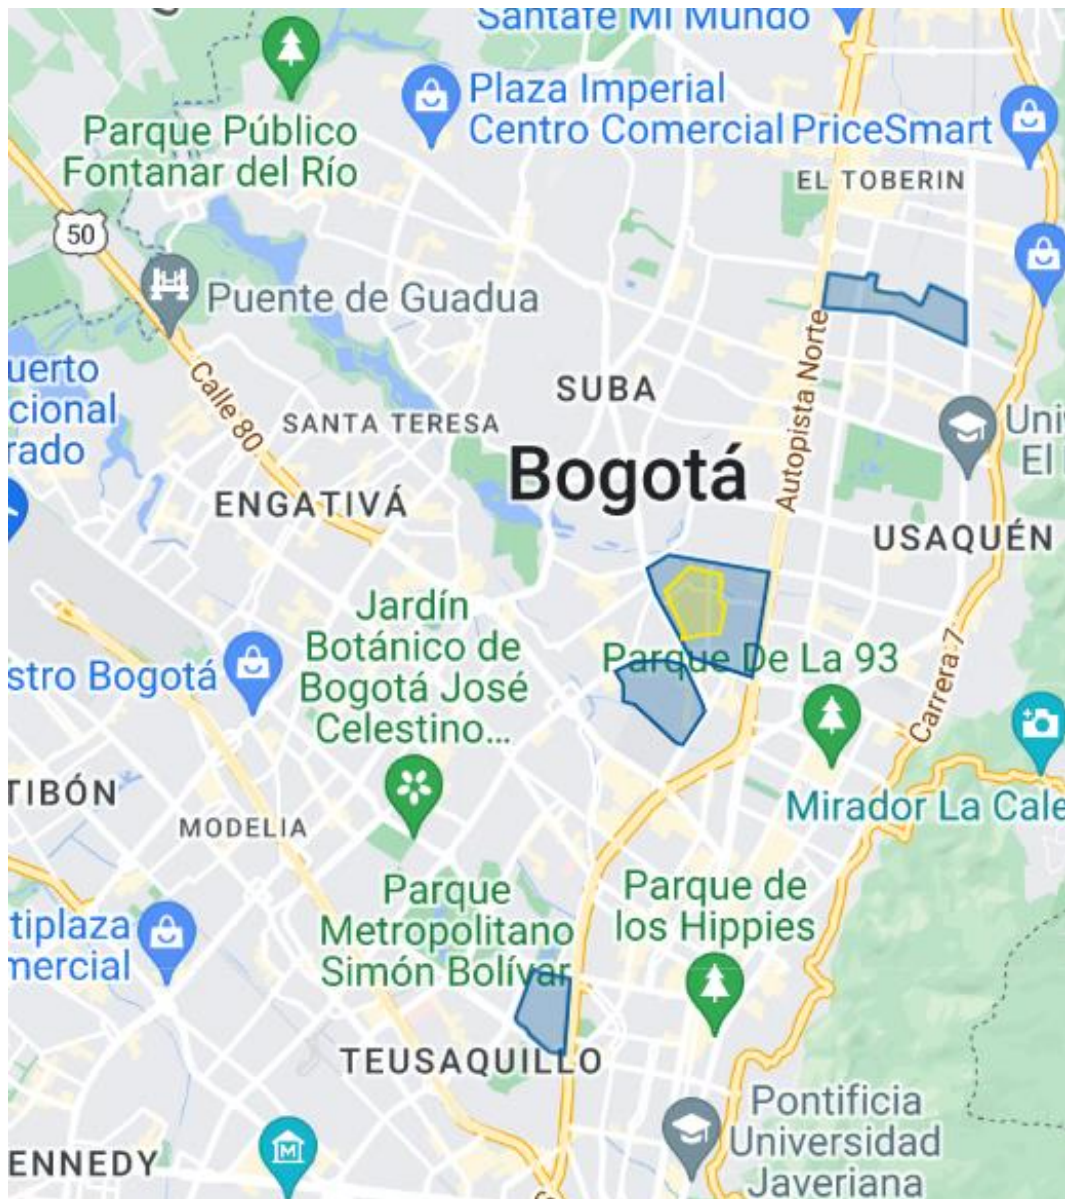 Santafé Mi Mundo
Plaza Imperial
Centro Comercial
PriceSmart
Parque Público
Fontanar del Río
EL TOBERIN
50
Puente de Guadua
uerto
cional
rado
Calle 80
SUBA
SANTA TERESA
Autopista Norte
Uni
El
Bogotá
ENGATIVÁ
USAQUÉN
Jardín
Botánico de
Bogotá José
Celestino...
Parque De La 93
stro Bogotá
Carrera 7
TIBÓN
MODELIA
Mirador La Cale
Parque
Metropolitano
Simón Bolívar
Parque de
los Hippies
tiplaza
mercial
TEUSAQUILLO
Pontificia
Universidad
Javeriana
ENNEDY
M